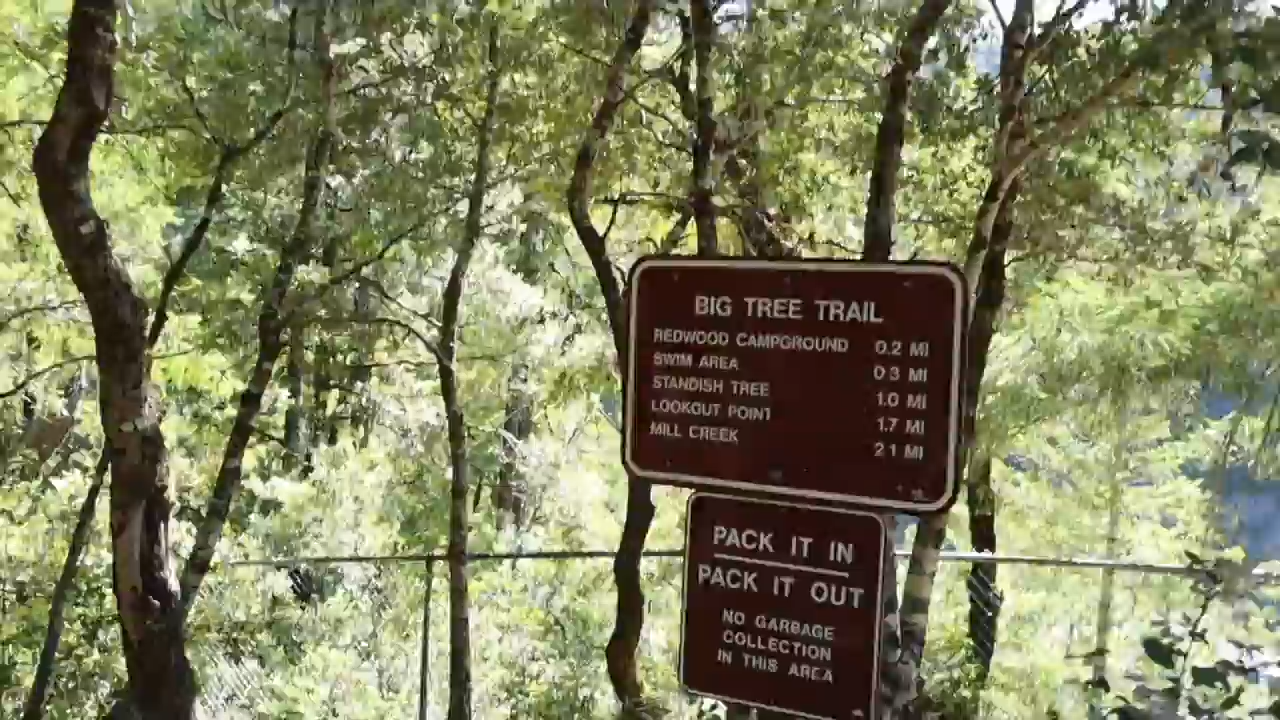 BIG TREE TRAIL
REDWOOD CAMPGROUND 0.2 MI
SWIM AREA 0.3 MI
STANDISH TREE 1.0 MI
LOOKOUT POINT 1.7 MI
MILL CREEK 2.1 MI
PACK IT IN
PACK IT OUT
NO GARBAGE
COLLECTION
IN THIS AREA